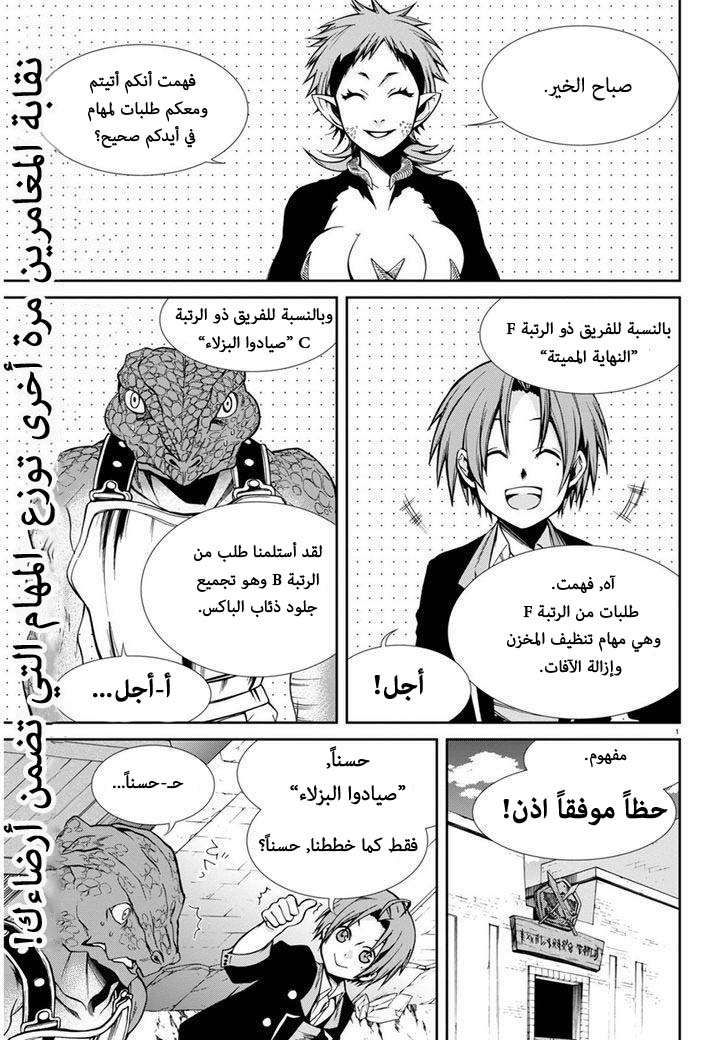 صباح الخير.
فهمت أنكم أتيتم
ومعكم طلبات لمهام
في أيدكم صحيح؟
نقابة المغامرين مرة أخرى توزع المهام التي تضمن أرضاءك!
بالنسبة للفريق ذو الرتبة F
”النهاية المميتة“
آه, فهمت.
طلبات من الرتبة F
وهي مهام تنظيف المخزن
وإزالة الآفات.
أجل!
وبالنسبة للفريق ذو الرتبة
C ”صيادوا البزلاء“
لقد أستلمنا طلب من
الرتبة B وهو تجميع
جلود ذئاب الباكس.
أ-أجل...
1
مفهوم.
حظاً موفقاً اذن!
حسناً,
”صيادوا البزلاء“
فقط كما خططنا, حسناً؟
حـ-حسناً...